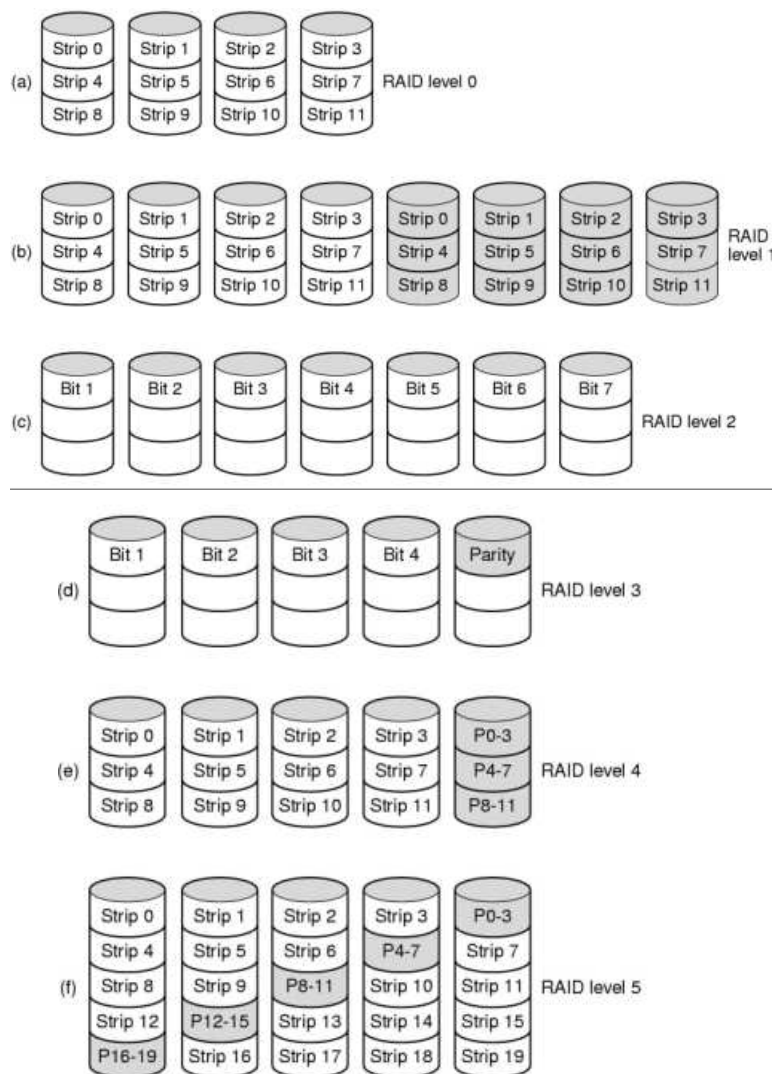 Strip 0 Strip 1 Strip 2 Strip 3
(a) Strip 4 Strip 5 Strip 6 Strip 7 RAID level 0
Strip 8 Strip 9 Strip 10 Strip 11
Strip 0 Strip 1 Strip 2 Strip 3 Strip 0 Strip 1 Strip 2 Strip 3
(b) Strip 4 Strip 5 Strip 6 Strip 7 Strip 4 Strip 5 Strip 6 Strip 7 RAID level 1
Strip 8 Strip 9 Strip 10 Strip 11 Strip 8 Strip 9 Strip 10 Strip 11
Bit 1 Bit 2 Bit 3 Bit 4 Bit 5 Bit 6 Bit 7
(c) RAID level 2
Bit 1 Bit 2 Bit 3 Bit 4 Parity
(d) RAID level 3
Strip 0 Strip 1 Strip 2 Strip 3 P0-3
(e) Strip 4 Strip 5 Strip 6 Strip 7 P4-7 RAID level 4
Strip 8 Strip 9 Strip 10 Strip 11 P8-11
Strip 0 Strip 1 Strip 2 Strip 3 P0-3
Strip 4 Strip 5 Strip 6 P4-7 Strip 7
(f) Strip 8 Strip 9 P8-11 Strip 10 Strip 11 RAID level 5
Strip 12 P12-15 Strip 13 Strip 14 Strip 15
P16-19 Strip 16 Strip 17 Strip 18 Strip 19